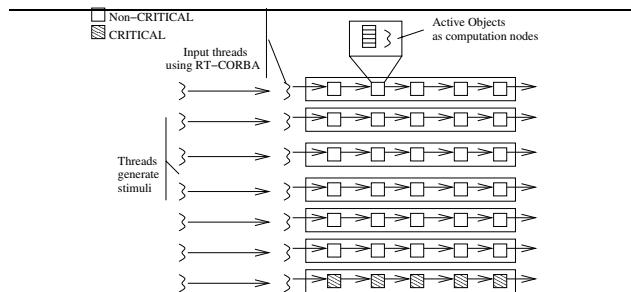 Non-CRITICAL
CRITICAL
Input threads
using RT-CORBA
Active Objects
as computation nodes
Threads
generate
stimuli